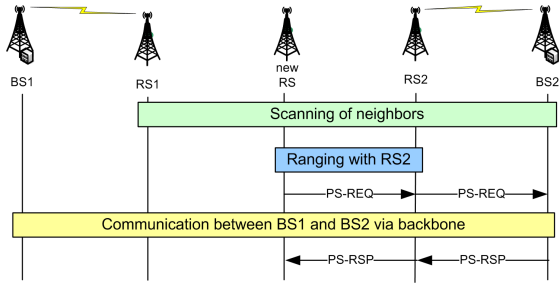 BS1
RS1
new
RS
RS2
BS2
Scanning of neighbors
Ranging with RS2
PS-REQ
PS-REQ
Communication between BS1 and BS2 via backbone
PS-RSP
PS-RSP